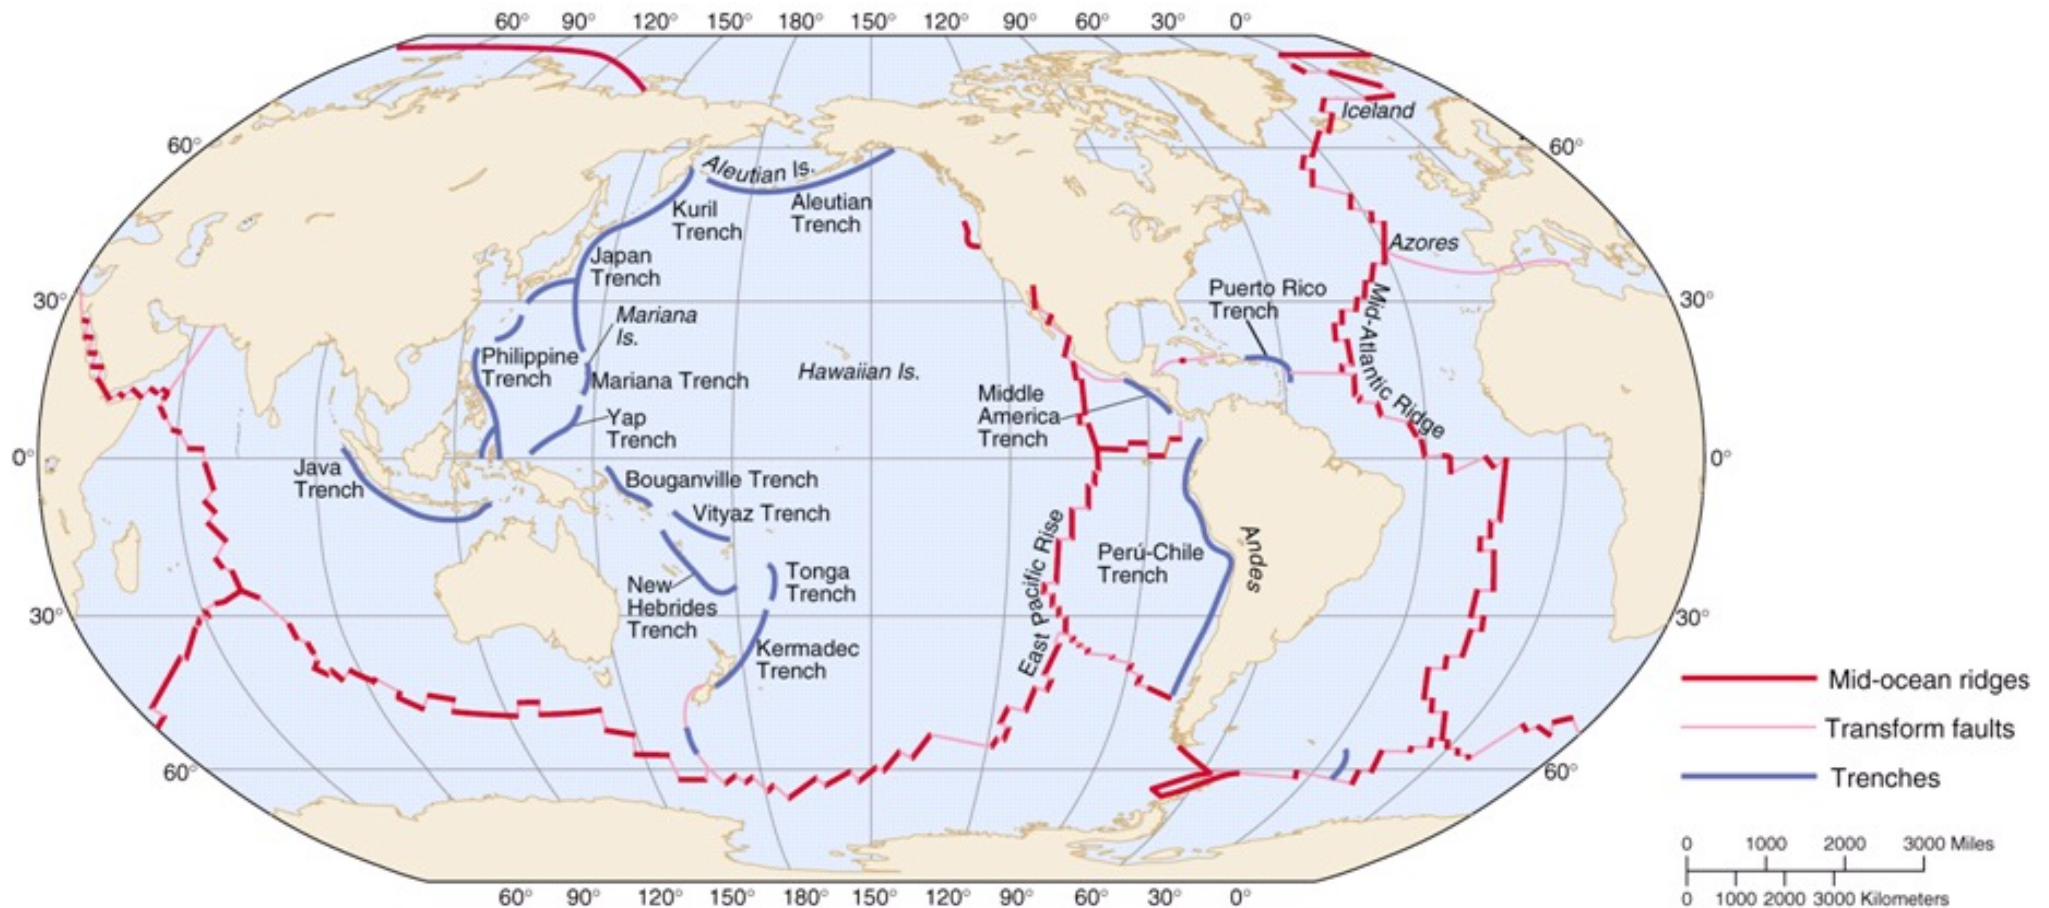 60° 90° 120° 150° 180° 150° 120° 90° 60° 30° 0°
Iceland
60°
60°
Aleutian Is.
Kuril
Trench
Aleutian
Trench
Azores
Japan
Trench
Puerto Rico
Trench
30°
30°
Mariana
Is.
Mid-Atlantic Ridge
Philippine
Trench
Mariana Trench
Hawaiian Is.
Middle
America
Trench
Yap
Trench
0°
0°
Java
Trench
Bouganville Trench
Vityaz Trench
East Pacific Rise
Perú-Chile
Trench
Andes
New
Hebrides
Trench
Tonga
Trench
30°
30°
Kermadec
Trench
60°
60°
60° 90° 120° 150° 180° 150° 120° 90° 60° 30° 0°
Mid-ocean ridges
Transform faults
Trenches
0 1000 2000 3000 Miles
0 1000 2000 3000 Kilometers